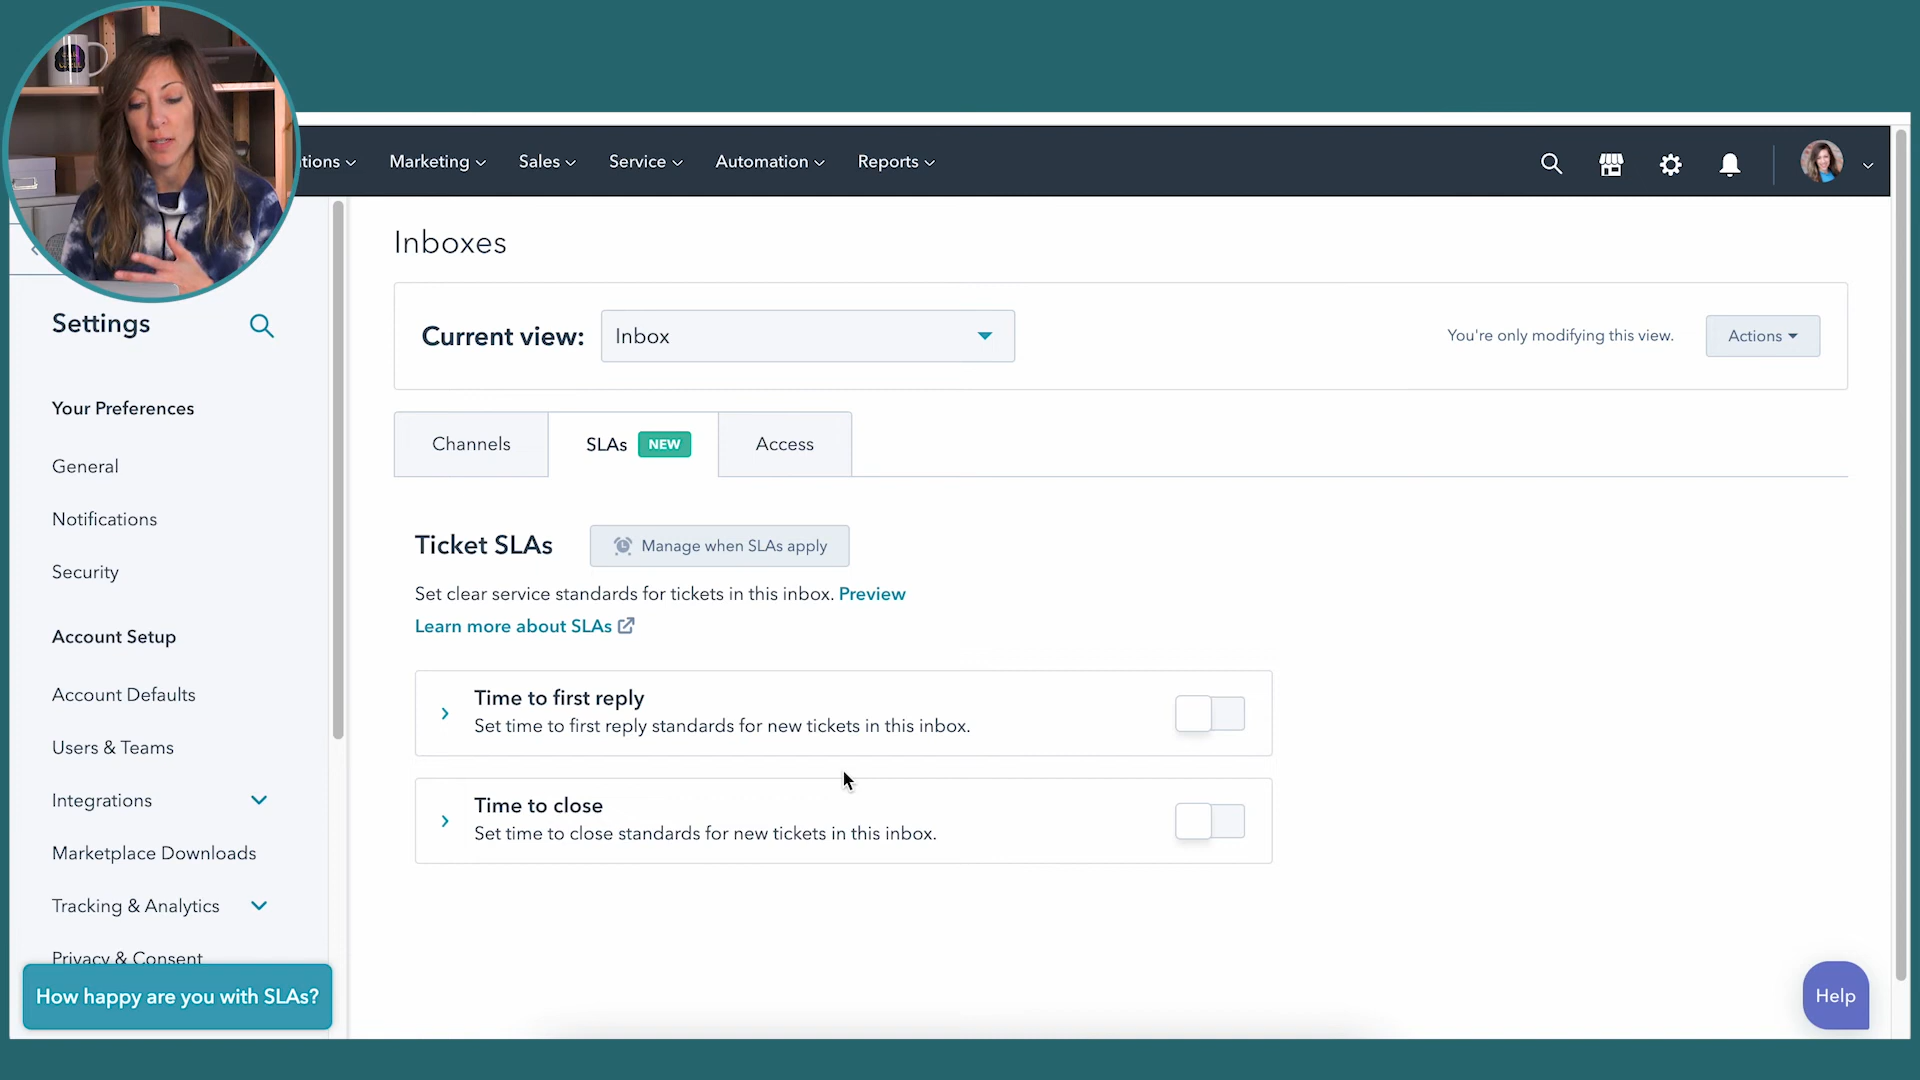 tions
Marketing
Sales
Service
Automation
Reports
Settings
Your Preferences
General
Notifications
Security
Account Setup
Account Defaults
Users & Teams
Integrations
Marketplace Downloads
Tracking & Analytics
Privacy & Consent
How happy are you with SLAs?
Inboxes
Current view:
Inbox
You're only modifying this view.
Actions
Channels
SLAs NEW
Access
Ticket SLAs
Manage when SLAs apply
Set clear service standards for tickets in this inbox. Preview
Learn more about SLAs
Time to first reply
Set time to first reply standards for new tickets in this inbox.
Time to close
Set time to close standards for new tickets in this inbox.
Help